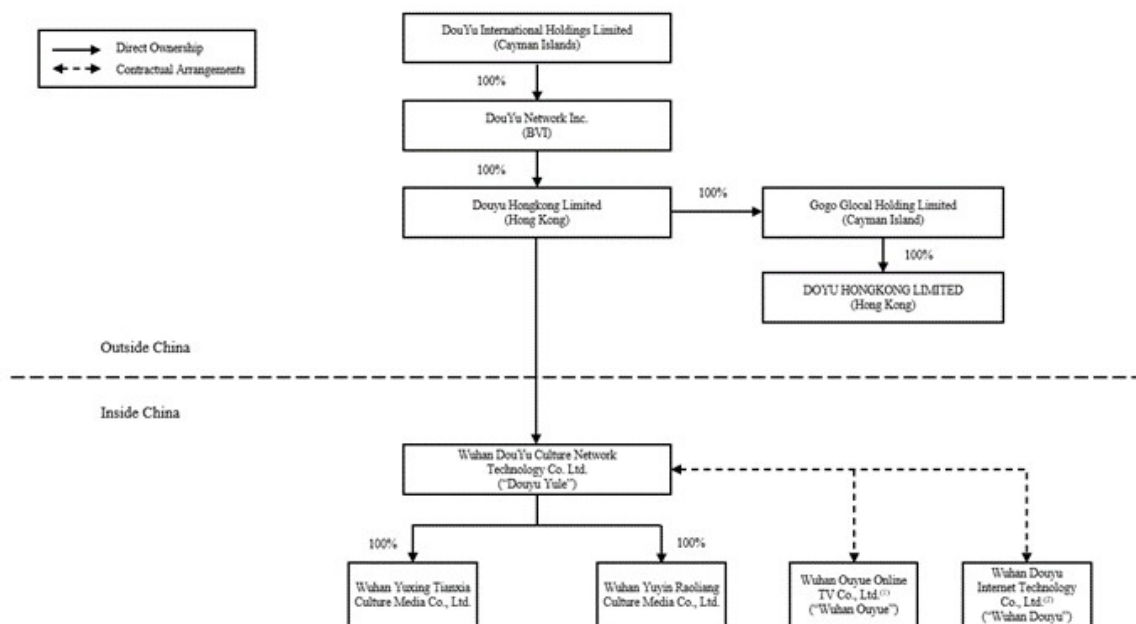 DouYu International Holdings Limited
(Cayman Islands)
Direct Ownership
Contractual Arrangements
100%
DouYu Network Inc.
(BVI)
100%
Douyu Hongkong Limited
(Hong Kong)
100%
Gogo Glocal Holding Limited
(Cayman Island)
100%
DOYU HONGKONG LIMITED
(Hong Kong)
Outside China
Inside China
Wuhan DouYu Culture Network
Technology Co. Ltd.
(“Douyu Yule”)
100%
100%
Wuhan Yuxing Tianxia
Culture Media Co., Ltd.
Wuhan Yuyin Raoliang
Culture Media Co., Ltd.
Wuhan Ouyue Online
TV Co., Ltd.(1)
(“Wuhan Ouyue”)
Wuhan Douyu
Internet Technology
Co., Ltd.(2)
(“Wuhan Douyu”)